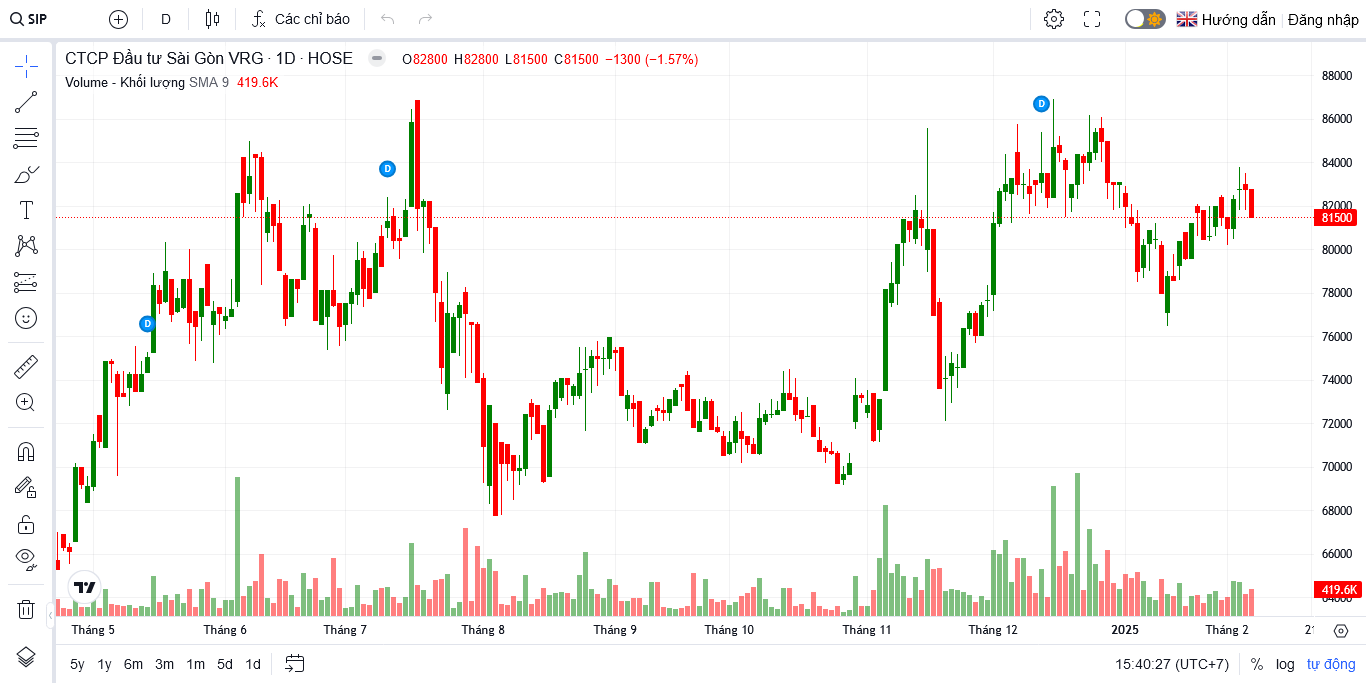 SIP D Các chỉ báo Hướng dẫn Đăng nhập
CTCP Đầu tư Sài Gòn VRG · 1D · HOSE O82800 H82800 L81500 C81500 −1300 (−1.57%)
Volume - Khối lượng SMA 9 419.6K
D
D
D
88000
86000
84000
82000
81500
80000
78000
76000
74000
72000
70000
68000
66000
419.6K
64000
Tháng 5 Tháng 6 Tháng 7 Tháng 8 Tháng 9 Tháng 10 Tháng 11 Tháng 12 2025 Tháng 2
5y 1y 6m 3m 1m 5d 1d 15:40:27 (UTC+7) % log tự động